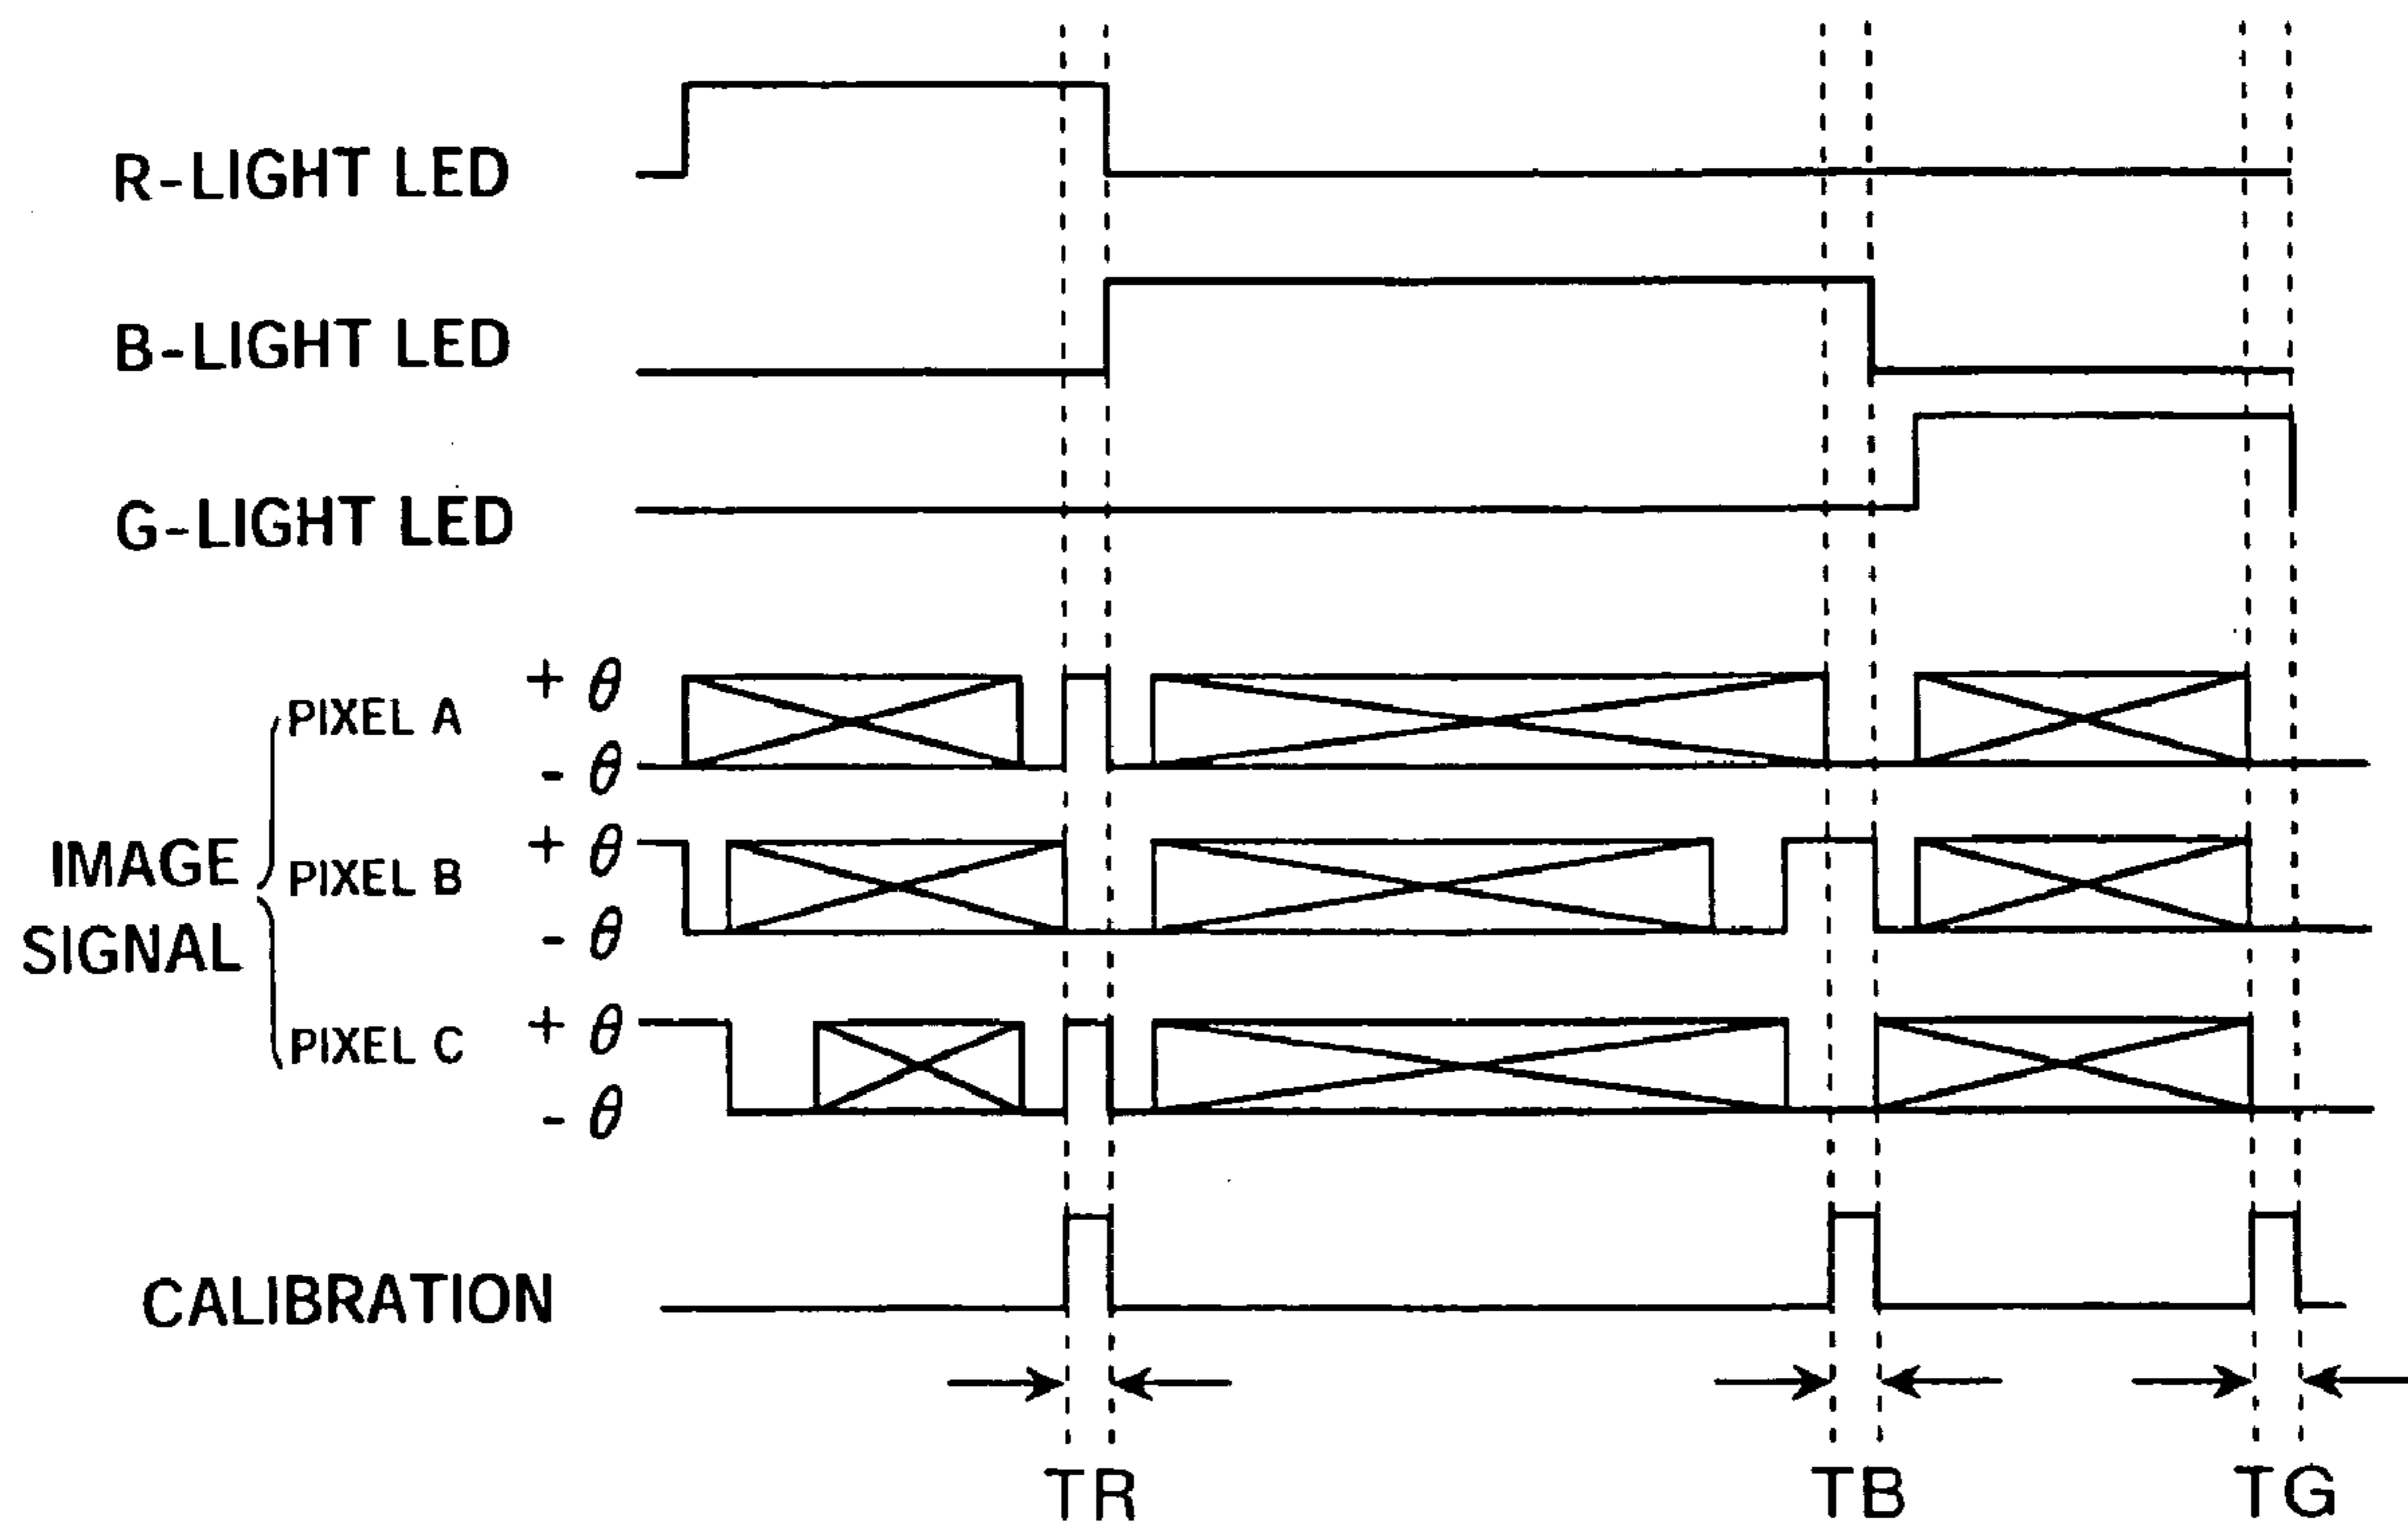 R-LIGHT LED
B-LIGHT LED
G-LIGHT LED
IMAGE
SIGNAL
PIXEL A
+ θ
- θ
PIXEL B
+ θ
- θ
PIXEL C
+ θ
- θ
CALIBRATION
TR
TB
TG